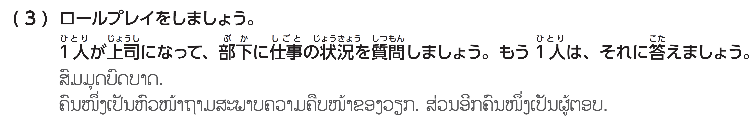 (3) ロールプレイをしましょう。
1人が上司になって、部下に仕事の状況を質問しましょう。もう1人は、それに答えましょう。
ສົມມຸດບົດບາດ.
ຄົນໜຶ່ງເປັນຫົວໜ້າຖາມສະພາບຄວາມຄືບໜ້າຂອງວຽກ. ສ່ວນອີກຄົນໜຶ່ງເປັນຜູ້ຕອບ.